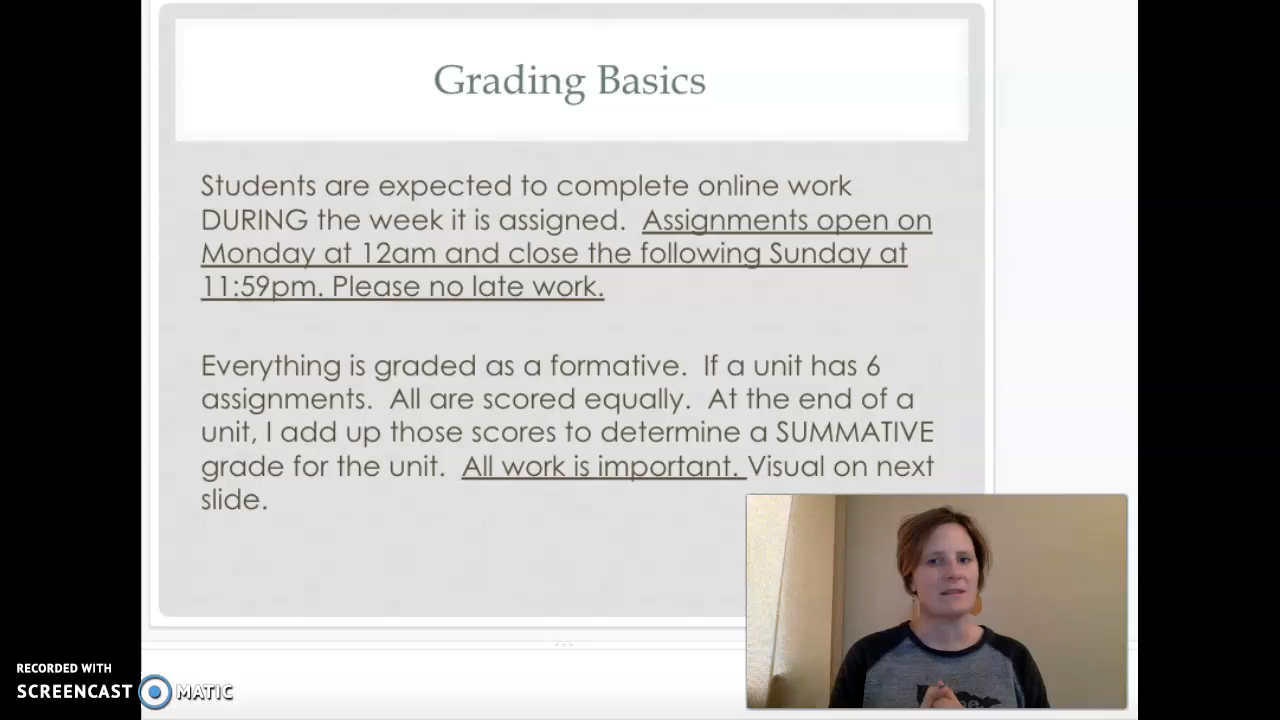 Grading Basics
Students are expected to complete online work
DURING the week it is assigned.  Assignments open on
Monday at 12am and close the following Sunday at
11:59pm. Please no late work.
Everything is graded as a formative.  If a unit has 6
assignments.  All are scored equally.  At the end of a
unit, I add up those scores to determine a SUMMATIVE
grade for the unit.  All work is important. Visual on next
slide.
RECORDED WITH
SCREENCAST MATIC